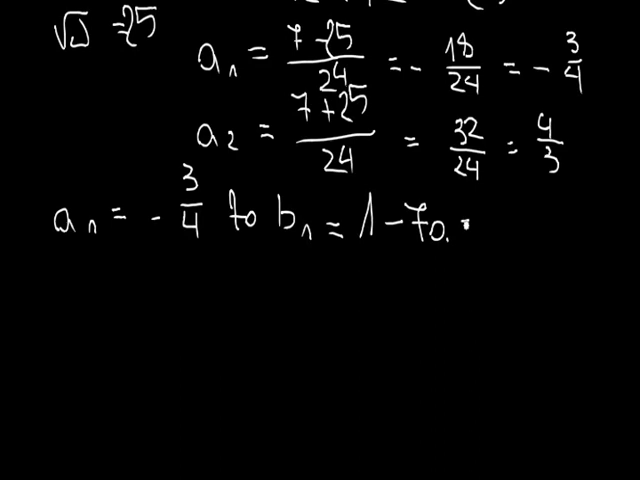 √Δ = 25
a₁ = (7 - 25)/24 = - 18/24 = - 3/4
a₂ = (7 + 25)/24 = 32/24 = 4/3
a₁ = - 3/4 to b₁ = 1 - 7a.